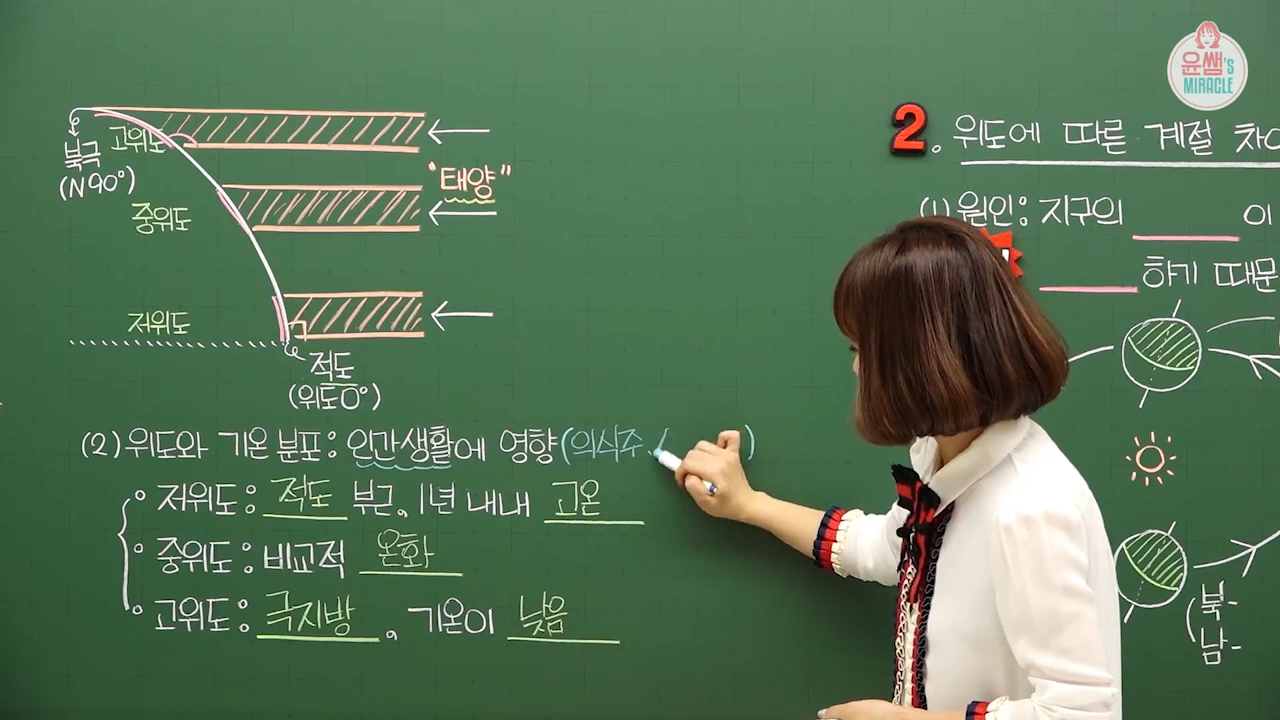 윤쌤's
MIRACLE
고위도
북극
(N90°)
"태양"
중위도
저위도
적도
(위도0°)
(2) 위도와 기온 분포: 인간생활에 영향(의식주, )
저위도: 적도 부근, 1년 내내 고온
중위도: 비교적 온화
고위도: 극지방, 기온이 낮음
2. 위도에 따른 계절 차이
(1) 원인: 지구의
하기 때문
북-
남-